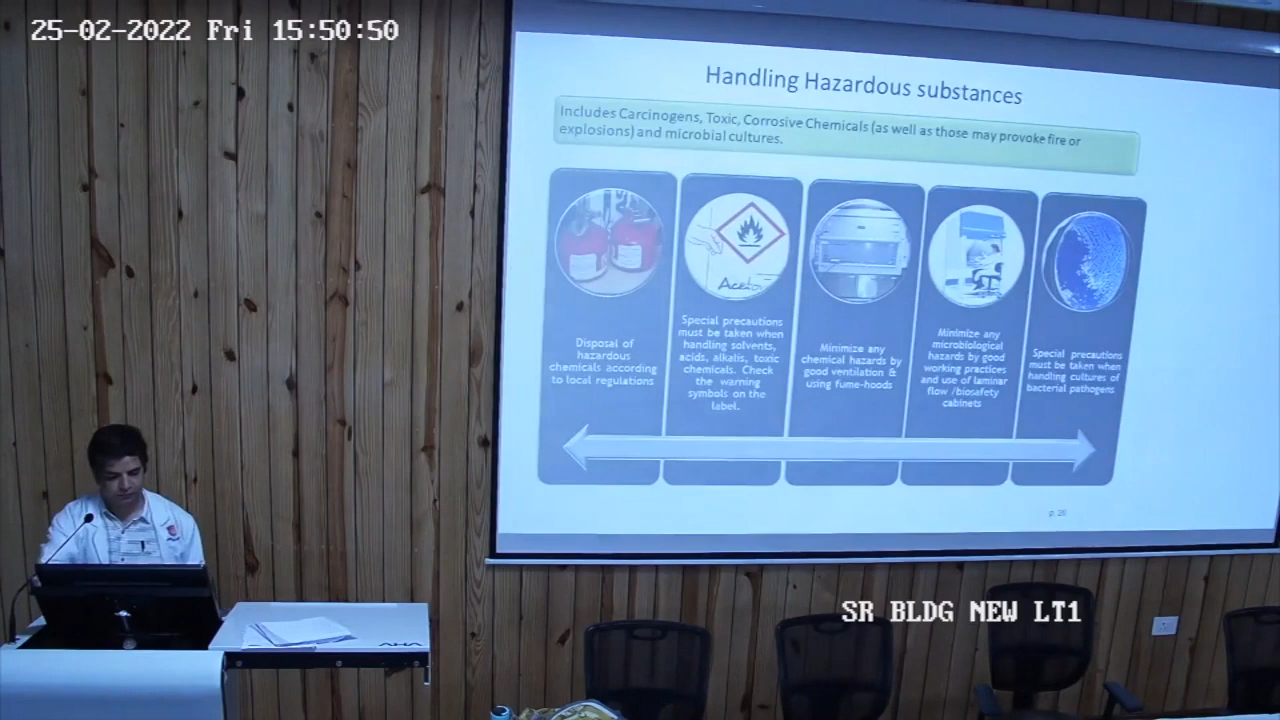 25-02-2022 Fri 15:50:50
Handling Hazardous substances
Includes Carcinogens, Toxic, Corrosive Chemicals (as well as those may provoke fire or
explosions) and microbial cultures.
Disposal of
hazardous
chemicals according
to local regulations
Aceto
Special precautions
must be taken when
handling solvents,
acids, alkalis, toxic
chemicals. Check
the warning
symbols on the
label.
Minimize any
chemical hazards by
good ventilation &
using fume-hoods
Minimize any
microbiological
hazards by good
working practices
and use of laminar
flow /biosafety
cabinets
Special precautions
must be taken when
handling cultures of
bacterial pathogens
p. 20
SR BLDG NEW LT1
AHA